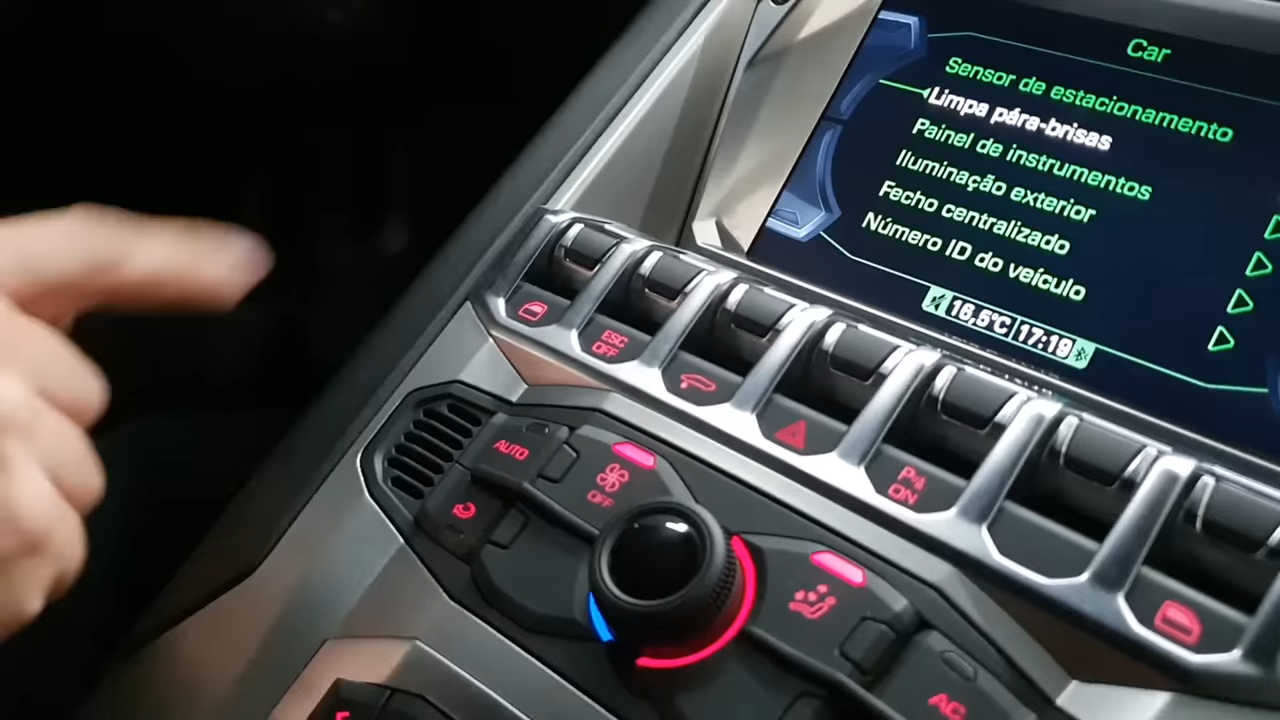 Car
Sensor de estacionamento
Limpa pára-brisas
Painel de instrumentos
Iluminação exterior
Fecho centralizado
Número ID do veículo
16,5°C 17:19
ESC
OFF
P
ON
AUTO
OFF
AC